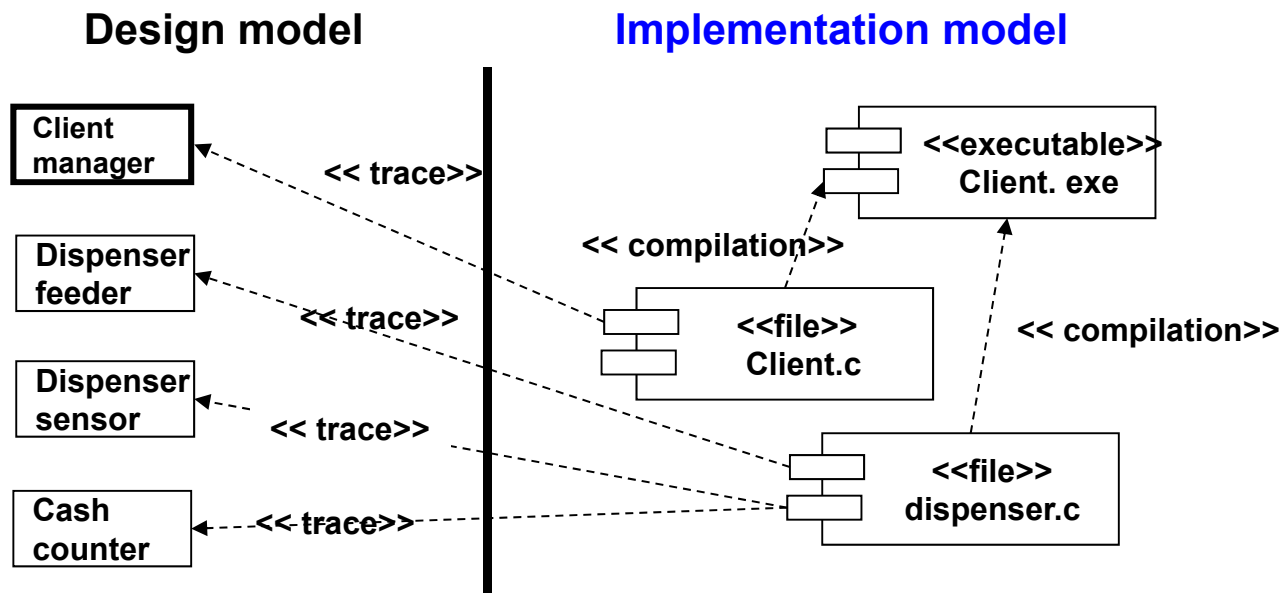 Design model
Implementation model
Client
manager
<< trace>>
<<executable>>
Client. exe
<< compilation>>
Dispenser
feeder
<< trace>>
<<file>>
Client.c
<< compilation>>
Dispenser
sensor
<< trace>>
<<file>>
dispenser.c
Cash
counter
<< trace>>